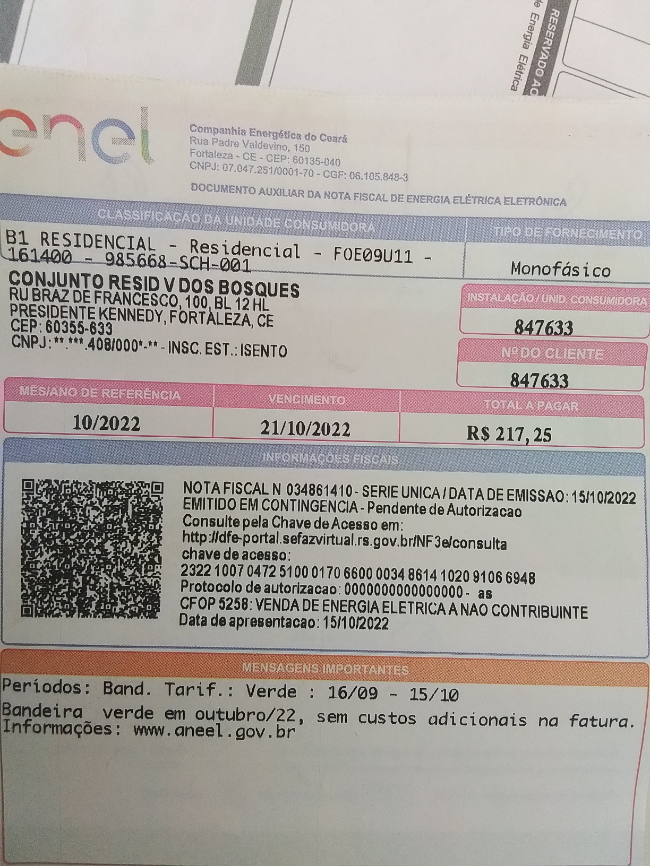 RESERVADO AO
de Energia Elétrica
enel
Companhia Energética do Ceará
Rua Padre Valdevino, 150
Fortaleza - CE - CEP: 60135-040
CNPJ: 07.047.251/0001-70 - CGF: 06.105.848-3
DOCUMENTO AUXILIAR DA NOTA FISCAL DE ENERGIA ELÉTRICA ELETRÔNICA
CLASSIFICAÇÃO DA UNIDADE CONSUMIDORA
TIPO DE FORNECIMENTO
B1 RESIDENCIAL - Residencial - FOE09U11 -
161400 - 985668-SCH-001
Monofásico
CONJUNTO RESID V DOS BOSQUES
RU BRAZ DE FRANCESCO, 100, BL 12 HL
PRESIDENTE KENNEDY, FORTALEZA, CE
CEP: 60355-633
CNPJ: **.***.408/000*-** - INSC. EST.: ISENTO
INSTALAÇÃO / UNID. CONSUMIDORA
847633
Nº DO CLIENTE
847633
MÊS/ANO DE REFERÊNCIA
VENCIMENTO
TOTAL A PAGAR
10/2022
21/10/2022
R$ 217,25
INFORMAÇÕES FISCAIS
NOTA FISCAL N 034861410 - SERIE UNICA / DATA DE EMISSAO: 15/10/2022
EMITIDO EM CONTINGENCIA - Pendente de Autorizacao
Consulte pela Chave de Acesso em:
http://dfe-portal.sefazvirtual.rs.gov.br/NF3e/consulta
chave de acesso:
2322 1007 0472 5100 0170 6600 0034 8614 1020 9106 6948
Protocolo de autorizacao: 0000000000000000 - as
CFOP 5258: VENDA DE ENERGIA ELETRICA A NAO CONTRIBUINTE
Data de apresentacao: 15/10/2022
MENSAGENS IMPORTANTES
Períodos: Band. Tarif.: Verde : 16/09 - 15/10
Bandeira verde em outubro/22, sem custos adicionais na fatura.
Informações: www.aneel.gov.br